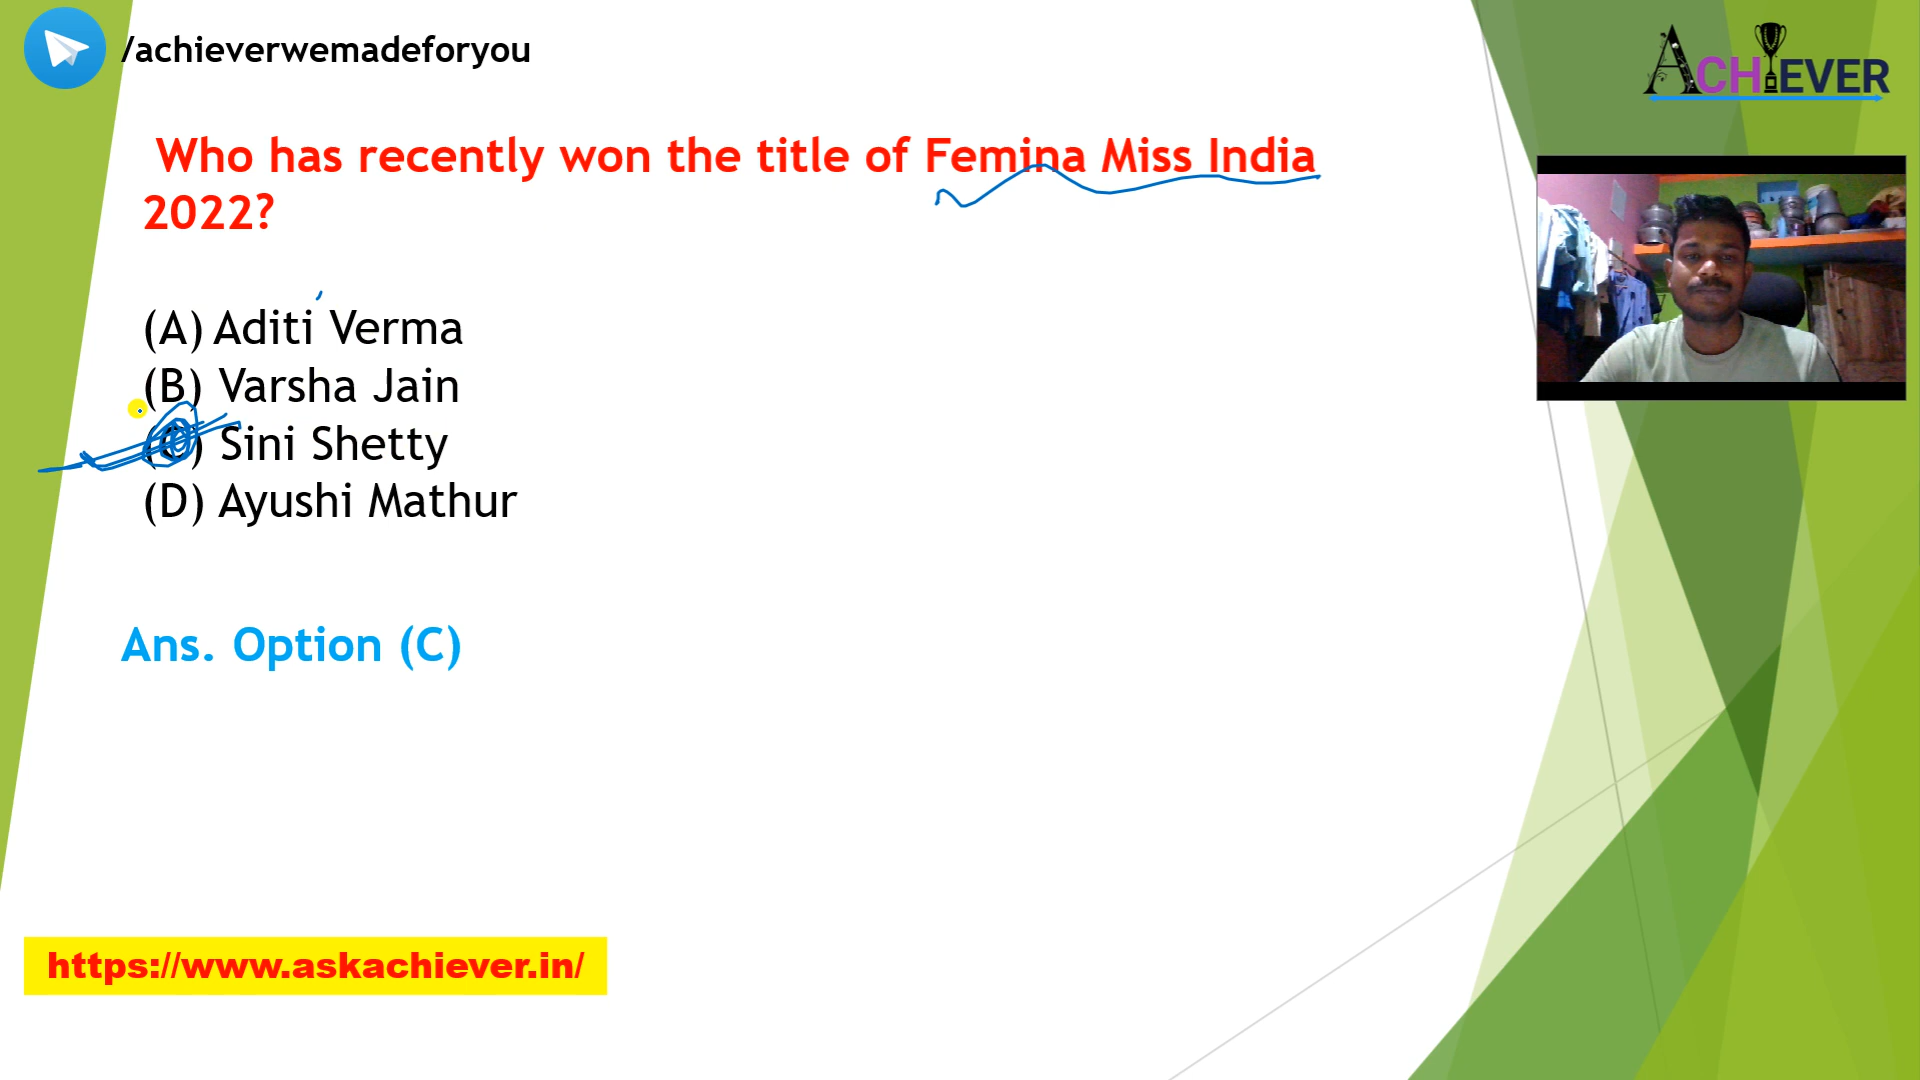 /achieverwemadeforyou
ACHIEVER
Who has recently won the title of Femina Miss India
2022?
(A) Aditi Verma
(B) Varsha Jain
(C) Sini Shetty
(D) Ayushi Mathur
Ans. Option (C)
https://www.askachiever.in/